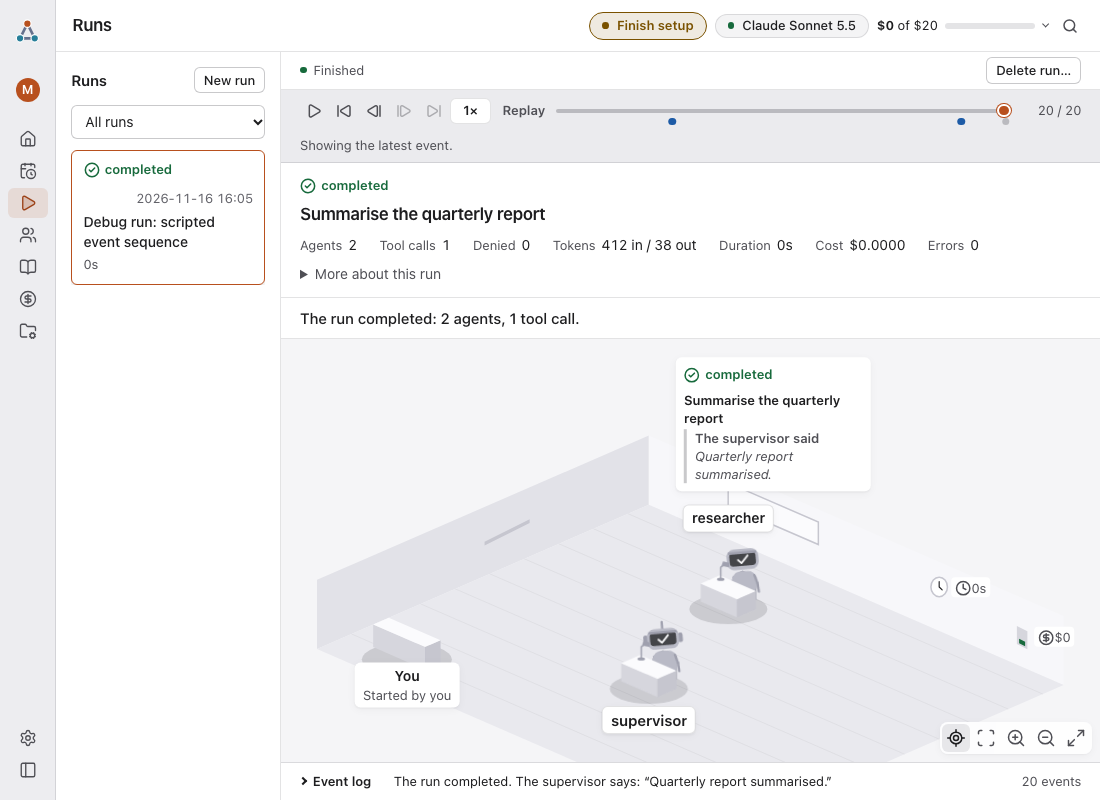 Runs
Finish setup
Claude Sonnet 5.5
$0 of $20
M
Runs
New run
All runs
completed
2026-11-16 16:05
Debug run: scripted
event sequence
0s
Finished
Delete run...
1×
Replay
20 / 20
Showing the latest event.
completed
Summarise the quarterly report
Agents 2 Tool calls 1 Denied 0 Tokens 412 in / 38 out Duration 0s Cost $0.0000 Errors 0
More about this run
The run completed: 2 agents, 1 tool call.
completed
Summarise the quarterly
report
The supervisor said
Quarterly report
summarised.
researcher
0s
$0
You
Started by you
supervisor
Event log
The run completed. The supervisor says: “Quarterly report summarised.”
20 events